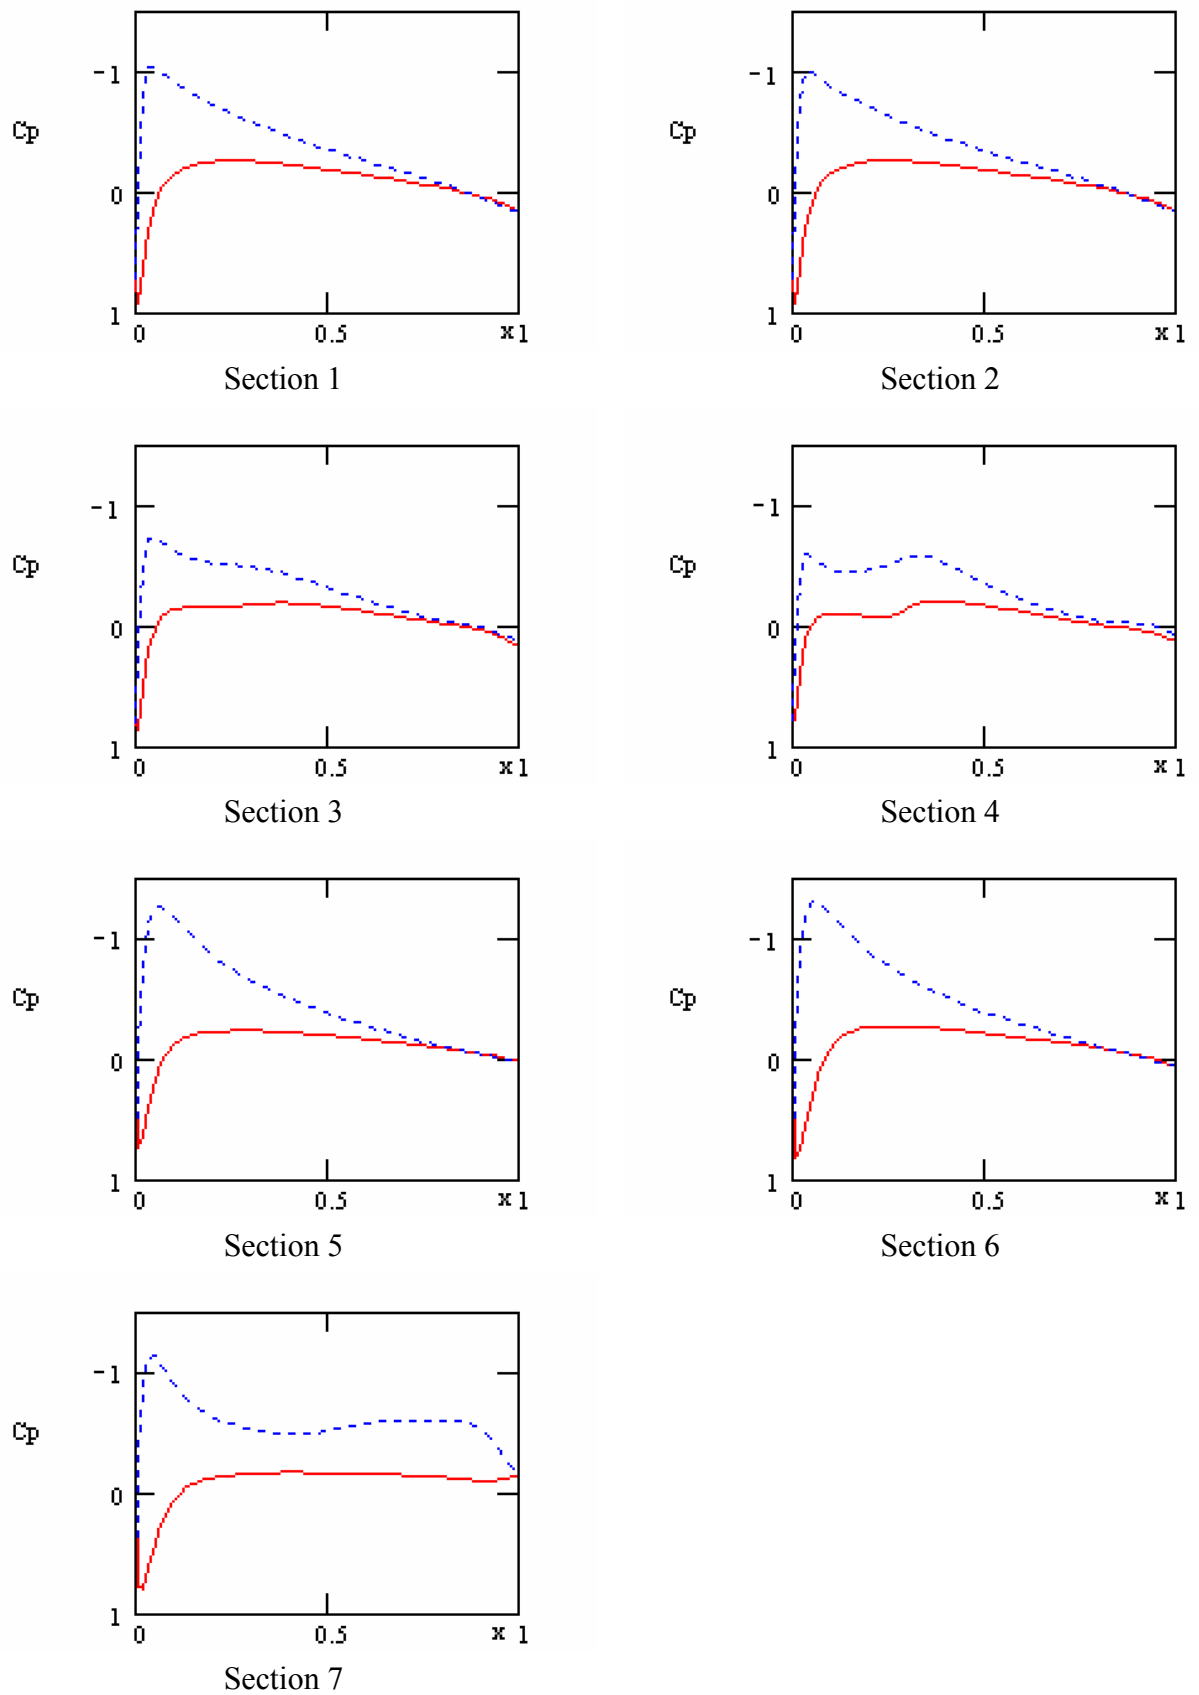 -1 -1
Cp Cp
0 0
1 1
0 0.5 x 1 0 0.5 x 1
Section 1 Section 2
-1 -1
Cp Cp
0 0
1 1
0 0.5 x 1 0 0.5 x 1
Section 3 Section 4
-1 -1
Cp Cp
0 0
1 1
0 0.5 x 1 0 0.5 x 1
Section 5 Section 6
-1
Cp
0
1
0 0.5 x 1
Section 7